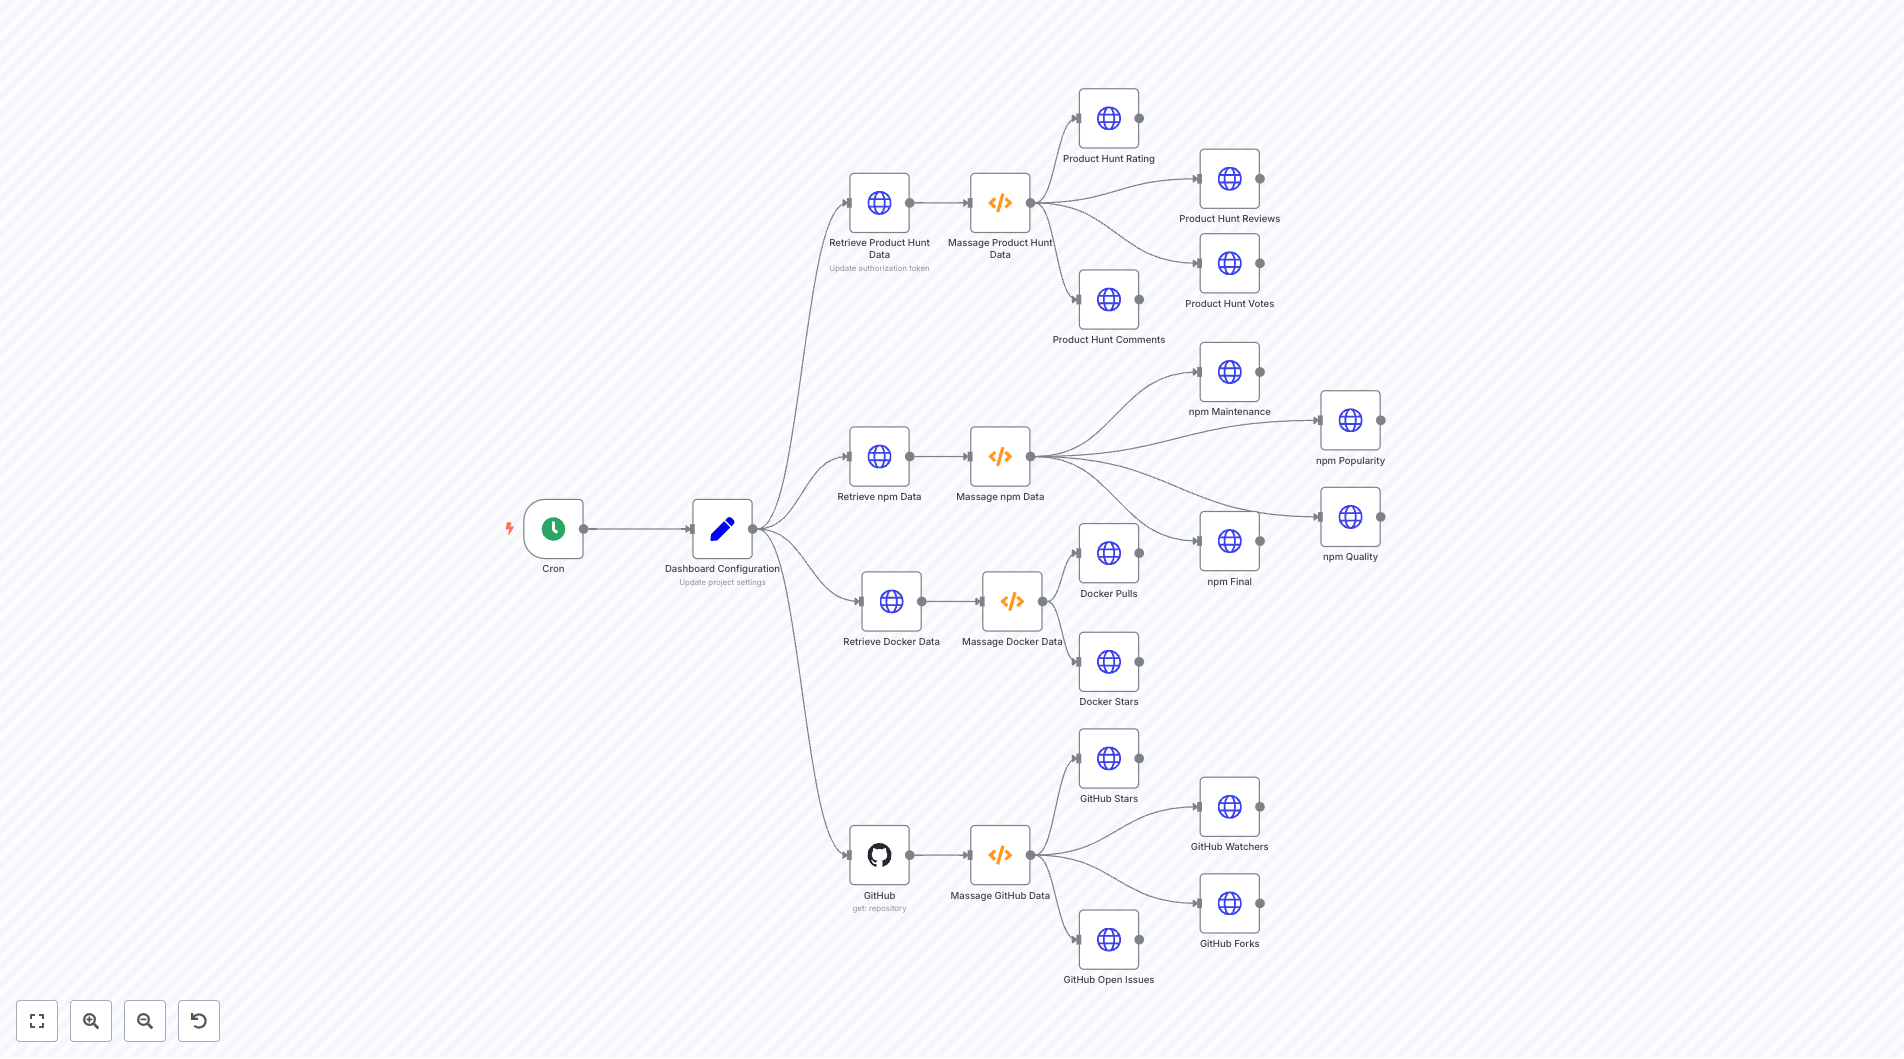 Product Hunt Rating
Product Hunt Reviews
Retrieve Product Hunt
Data
Update authorization token
Massage Product Hunt
Data
Product Hunt Votes
Product Hunt Comments
npm Maintenance
npm Popularity
Retrieve npm Data
Massage npm Data
npm Quality
Cron
Dashboard Configuration
Update project settings
npm Final
Docker Pulls
Retrieve Docker Data
Massage Docker Data
Docker Stars
GitHub Stars
GitHub Watchers
GitHub
get: repository
Massage GitHub Data
GitHub Forks
GitHub Open Issues